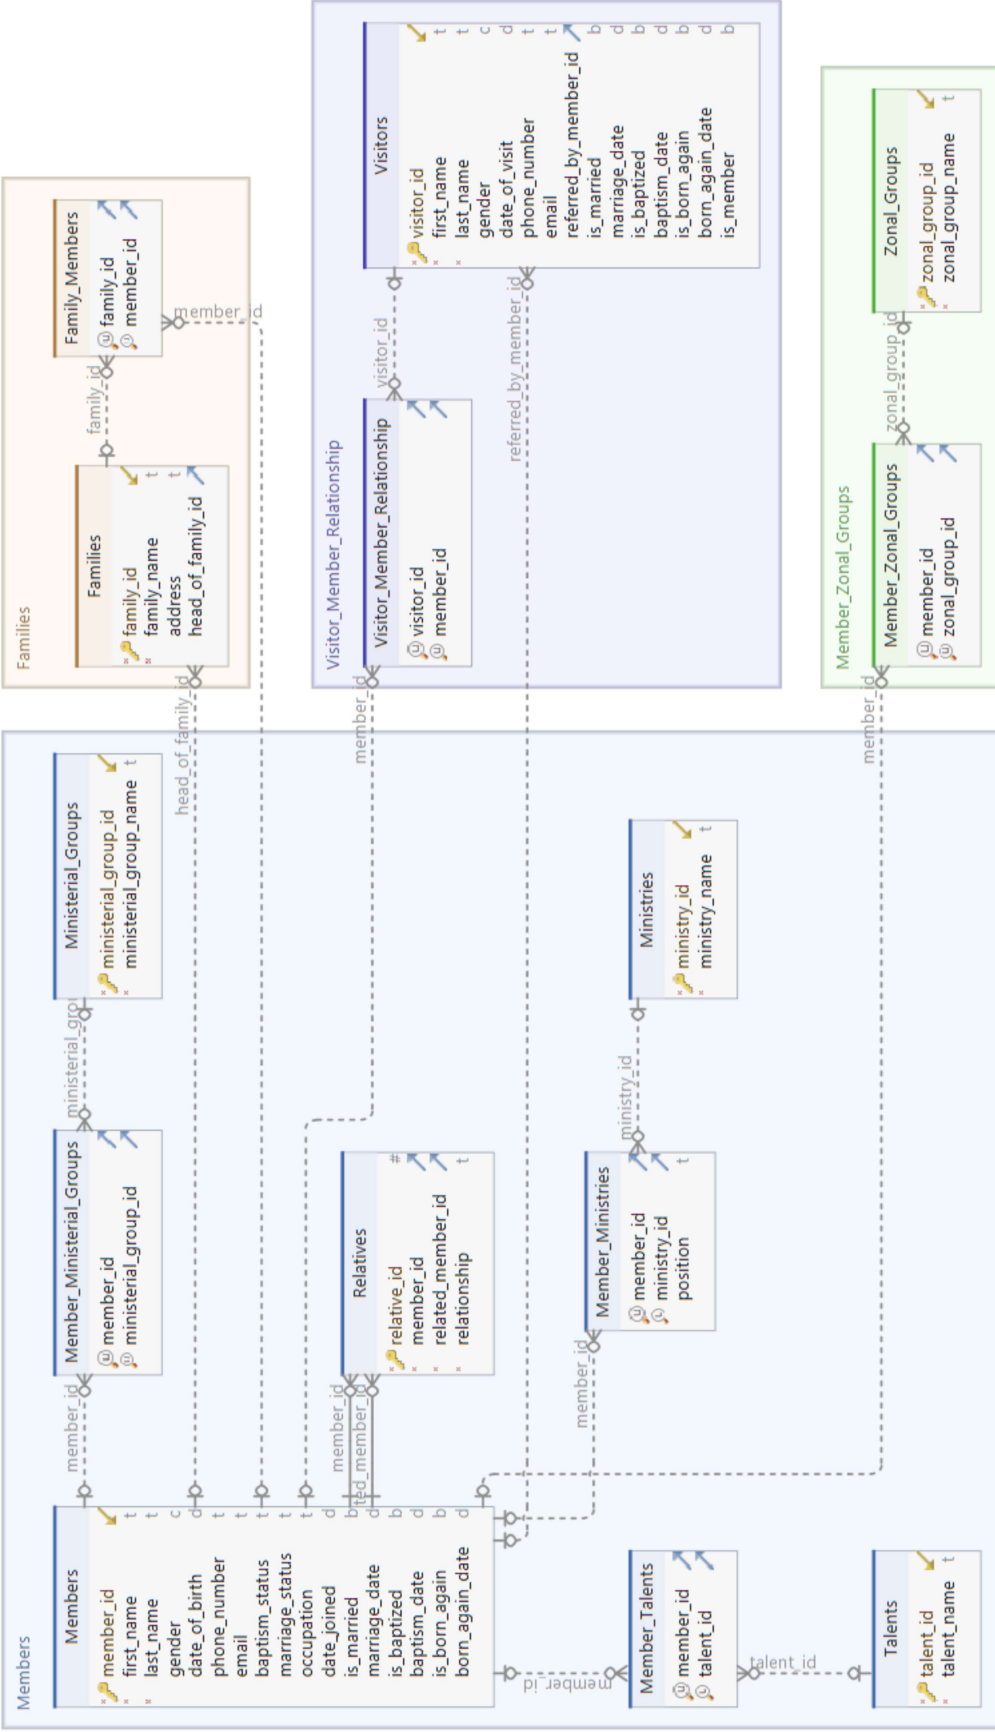 Members
Members
member_id
first_name t
last_name t
gender c
date_of_birth d
phone_number t
email t
baptism_status t
marriage_status t
occupation t
date_joined d
is_married b
marriage_date d
is_baptized b
baptism_date d
is_born_again b
born_again_date d
member_id
Member_Ministerial_Groups
member_id
ministerial_group_id
ministerial_gro
Ministerial_Groups
ministerial_group_id
ministerial_group_name t
head_of_family_id
member_id
ted_member_id
Relatives
relative_id #
member_id
related_member_id
relationship t
member_id
Member_Ministries
member_id
ministry_id
position t
ministry_id
Ministries
ministry_id
ministry_name t
member_id
Member_Talents
member_id
talent_id
talent_id
Talents
talent_id
talent_name t
Families
Families
family_id
family_name t
address t
head_of_family_id
family_id
Family_Members
family_id
member_id
member_id
Visitor_Member_Relationship
member_id
Visitor_Member_Relationship
visitor_id
member_id
visitor_id
referred_by_member_id
Visitors
visitor_id
first_name t
last_name t
gender c
date_of_visit d
phone_number t
email t
referred_by_member_id
is_married b
marriage_date d
is_baptized b
baptism_date d
is_born_again b
born_again_date d
is_member b
Member_Zonal_Groups
member_id
Member_Zonal_Groups
member_id
zonal_group_id
zonal_group_id
Zonal_Groups
zonal_group_id
zonal_group_name t